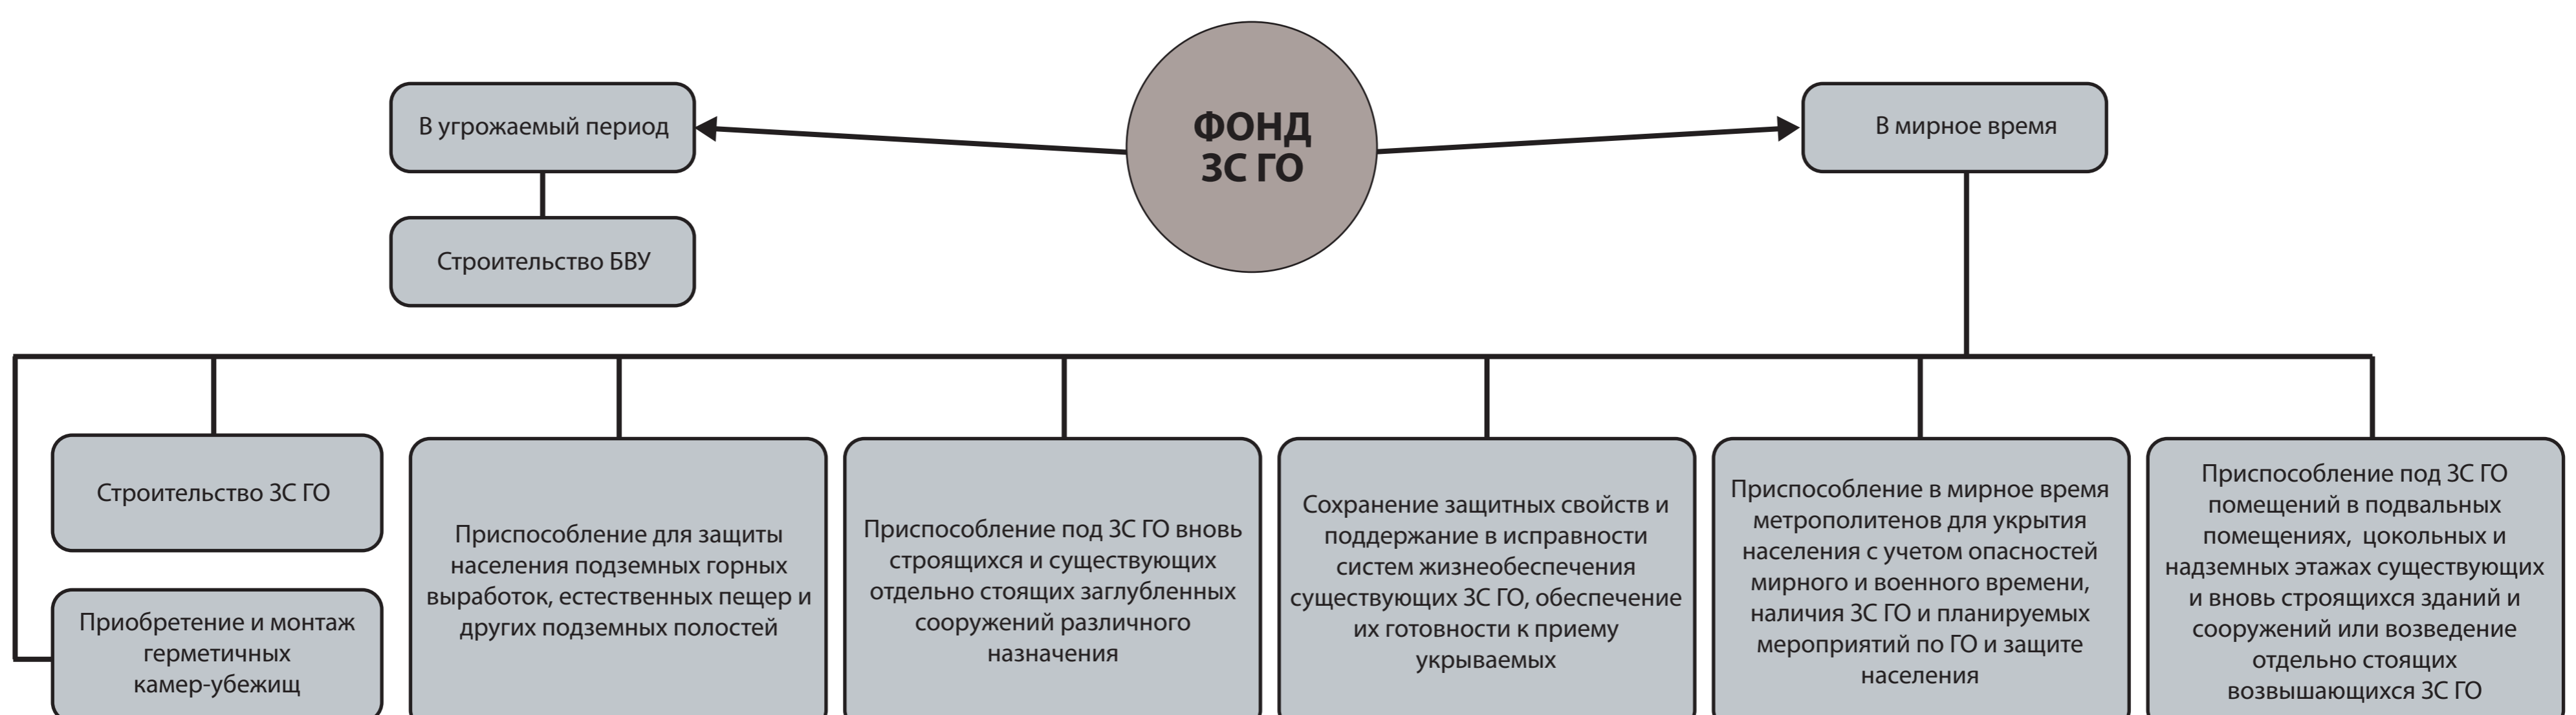 ФОНД
ЗС ГО
В угрожаемый период
В мирное время
Строительство БВУ
Строительство ЗС ГО
Приобретение и монтаж
герметичных
камер-убежищ
Приспособление для защиты
населения подземных горных
выработок, естественных пещер и
других подземных полостей
Приспособление под ЗС ГО вновь
строящихся и существующих
отдельно стоящих заглубленных
сооружений различного
назначения
Сохранение защитных свойств и
поддержание в исправности
систем жизнеобеспечения
существующих ЗС ГО, обеспечение
их готовности к приему
укрываемых
Приспособление в мирное время
метрополитенов для укрытия
населения с учетом опасностей
мирного и военного времени,
наличия ЗС ГО и планируемых
мероприятий по ГО и защите
населения
Приспособление под ЗС ГО
помещений в подвальных
помещениях, цокольных и
надземных этажах существующих
и вновь строящихся зданий и
сооружений или возведение
отдельно стоящих
возвышающихся ЗС ГО